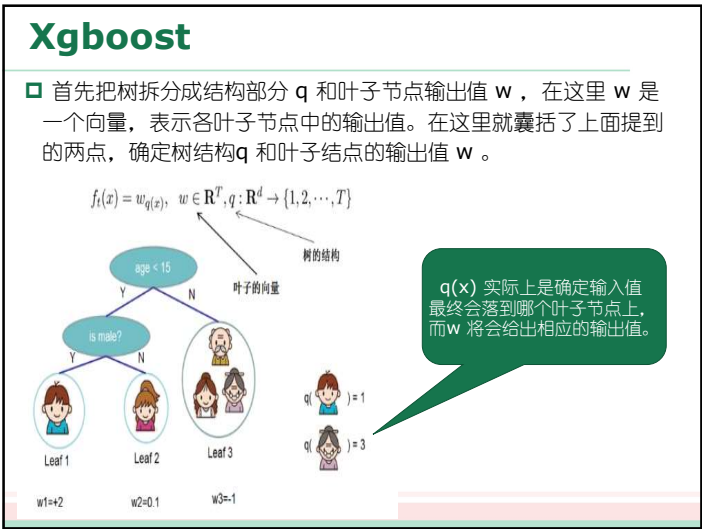 Xgboost
首先把树拆分成结构部分 q 和叶子节点输出值 w ，在这里 w 是
一个向量，表示各叶子节点中的输出值。在这里就囊括了上面提到
的两点，确定树结构q 和叶子结点的输出值 w 。
f_t(x) = w_{q(x)}, w ∈ R^T, q : R^d → {1, 2, ⋯, T}
树的结构
叶子的向量
age < 15
Y N
is male?
Y N
q(x) 实际上是确定输入值
最终会落到哪个叶子节点上，
而w 将会给出相应的输出值。
q( ) = 1
q( ) = 3
Leaf 1 Leaf 2 Leaf 3
w1=+2 w2=0.1 w3=-1